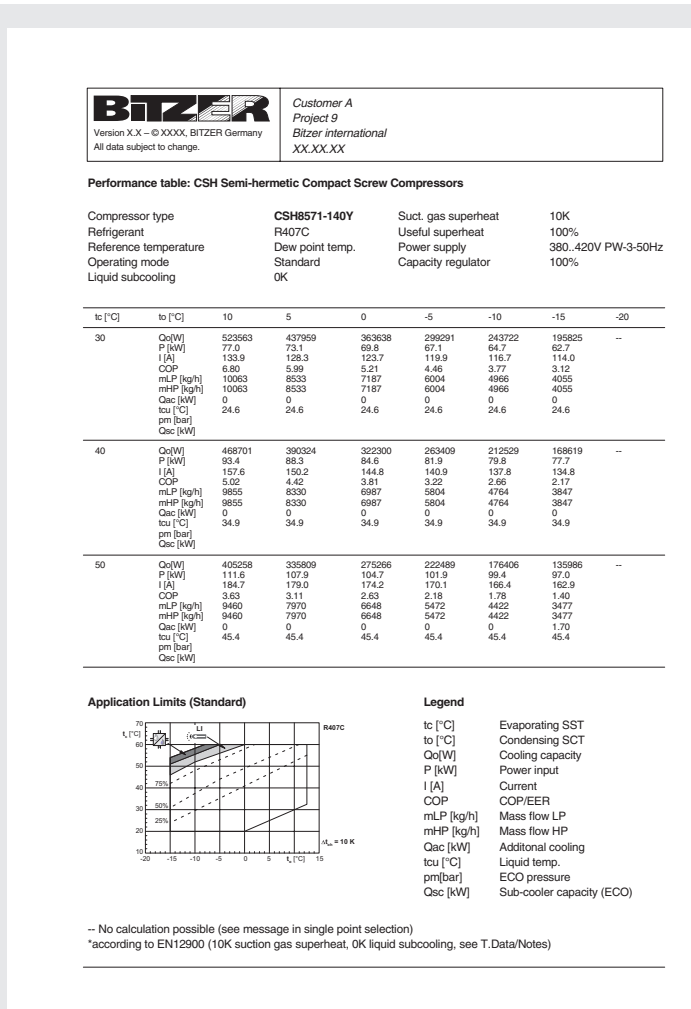 BITZER
Version X.X – © XXXX, BITZER Germany
All data subject to change.
Customer A
Project 9
Bitzer international
XX.XX.XX
Performance table: CSH Semi-hermetic Compact Screw Compressors
Compressor type CSH8571-140Y Suct. gas superheat 10K
Refrigerant R407C Useful superheat 100%
Reference temperature Dew point temp. Power supply 380..420V PW-3-50Hz
Operating mode Standard Capacity regulator 100%
Liquid subcooling 0K
tc [°C] to [°C] 10 5 0 -5 -10 -15 -20
30 Qo[W] 523563 437959 363638 299291 243722 195825 --
P [kW] 77.0 73.1 69.8 67.1 64.7 62.7
I [A] 133.9 128.3 123.7 119.9 116.7 114.0
COP 6.80 5.99 5.21 4.46 3.77 3.12
mLP [kg/h] 10063 8533 7187 6004 4966 4055
mHP [kg/h] 10063 8533 7187 6004 4966 4055
Qac [kW] 0 0 0 0 0 0
tcu [°C] 24.6 24.6 24.6 24.6 24.6 24.6
pm [bar]
Qsc [kW]
40 Qo[W] 468701 390324 322300 263409 212529 168619 --
P [kW] 93.4 88.3 84.6 81.9 79.8 77.7
I [A] 157.6 150.2 144.8 140.9 137.8 134.8
COP 5.02 4.42 3.81 3.22 2.66 2.17
mLP [kg/h] 9855 8330 6987 5804 4764 3847
mHP [kg/h] 9855 8330 6987 5804 4764 3847
Qac [kW] 0 0 0 0 0 0
tcu [°C] 34.9 34.9 34.9 34.9 34.9 34.9
pm [bar]
Qsc [kW]
50 Qo[W] 405258 335809 275266 222489 176406 135986 --
P [kW] 111.6 107.9 104.7 101.9 99.4 97.0
I [A] 184.7 179.0 174.2 170.1 166.4 162.9
COP 3.63 3.11 2.63 2.18 1.78 1.40
mLP [kg/h] 9460 7970 6648 5472 4422 3477
mHP [kg/h] 9460 7970 6648 5472 4422 3477
Qac [kW] 0 0 0 0 0 1.70
tcu [°C] 45.4 45.4 45.4 45.4 45.4 45.4
pm [bar]
Qsc [kW]
Application Limits (Standard)
tc [°C]
70
60
50
40
30
20
10
LI
R407C
75%
50%
25%
-20 -15 -10 -5 0 5 to [°C] 15
= 10 K
Legend
tc [°C] Evaporating SST
to [°C] Condensing SCT
Qo[W] Cooling capacity
P [kW] Power input
I [A] Current
COP COP/EER
mLP [kg/h] Mass flow LP
mHP [kg/h] Mass flow HP
Qac [kW] Additonal cooling
tcu [°C] Liquid temp.
pm[bar] ECO pressure
Qsc [kW] Sub-cooler capacity (ECO)
-- No calculation possible (see message in single point selection)
*according to EN12900 (10K suction gas superheat, 0K liquid subcooling, see T.Data/Notes)